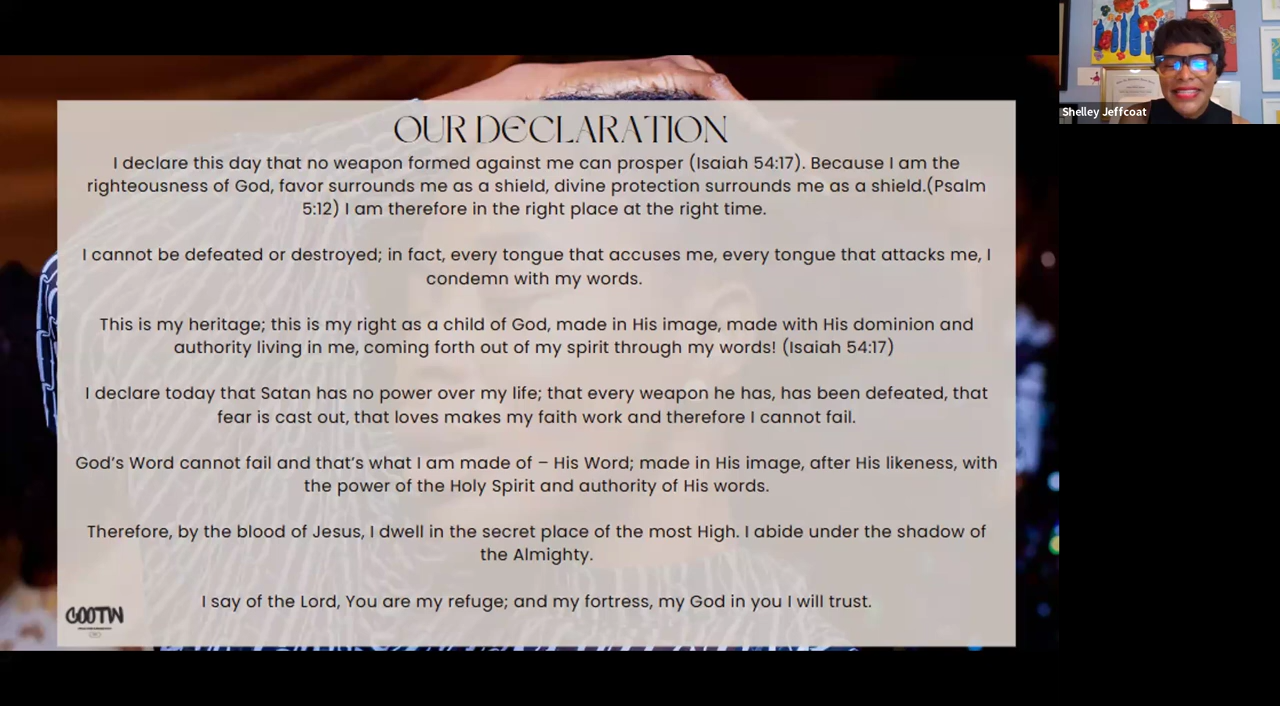 OUR DECLARATION
I declare this day that no weapon formed against me can prosper (Isaiah 54:17). Because I am the
righteousness of God, favor surrounds me as a shield, divine protection surrounds me as a shield.(Psalm
5:12) I am therefore in the right place at the right time.
I cannot be defeated or destroyed; in fact, every tongue that accuses me, every tongue that attacks me, I
condemn with my words.
This is my heritage; this is my right as a child of God, made in His image, made with His dominion and
authority living in me, coming forth out of my spirit through my words! (Isaiah 54:17)
I declare today that Satan has no power over my life; that every weapon he has, has been defeated, that
fear is cast out, that loves makes my faith work and therefore I cannot fail.
God's Word cannot fail and that's what I am made of – His Word; made in His image, after His likeness, with
the power of the Holy Spirit and authority of His words.
Therefore, by the blood of Jesus, I dwell in the secret place of the most High. I abide under the shadow of
the Almighty.
I say of the Lord, You are my refuge; and my fortress, my God in you I will trust.
GOOTW
Shelley Jeffcoat